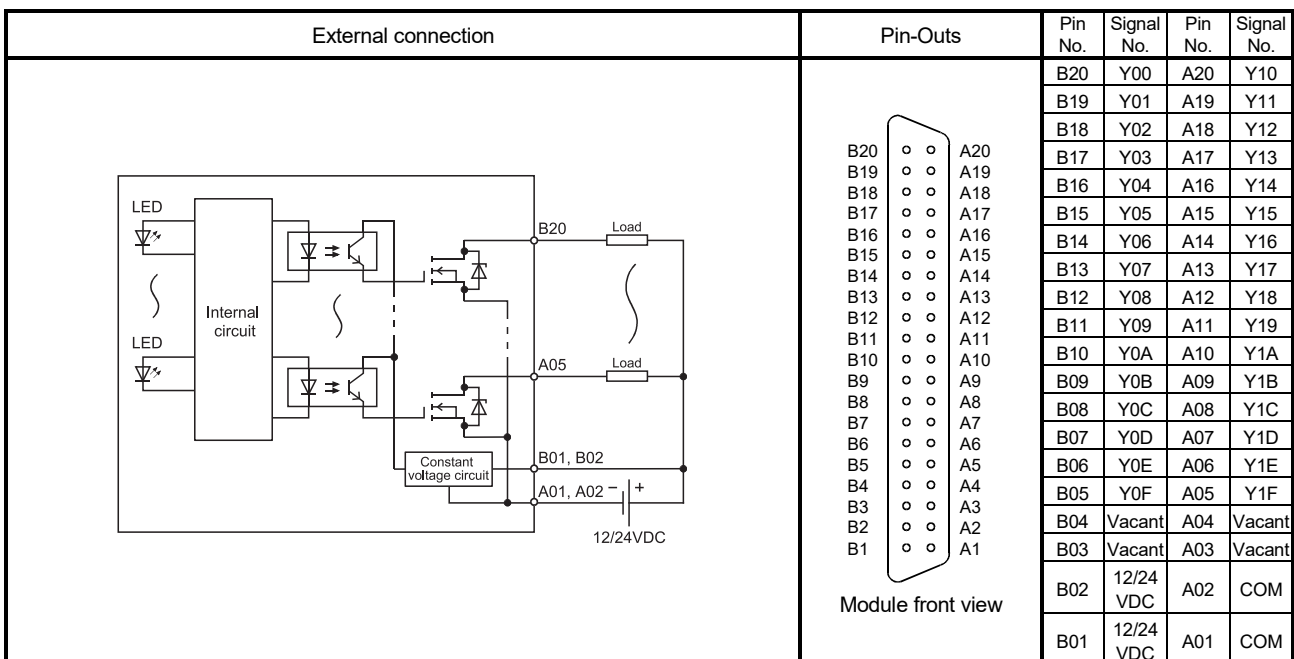 External connection
Pin-Outs
Pin No. Signal No. Pin No. Signal No.
B20 Y00 A20 Y10
B19 Y01 A19 Y11
B18 Y02 A18 Y12
B17 Y03 A17 Y13
B16 Y04 A16 Y14
B15 Y05 A15 Y15
B14 Y06 A14 Y16
B13 Y07 A13 Y17
B12 Y08 A12 Y18
B11 Y09 A11 Y19
B10 Y0A A10 Y1A
B09 Y0B A09 Y1B
B08 Y0C A08 Y1C
B07 Y0D A07 Y1D
B06 Y0E A06 Y1E
B05 Y0F A05 Y1F
B04 Vacant A04 Vacant
B03 Vacant A03 Vacant
B02 12/24 VDC A02 COM
B01 12/24 VDC A01 COM
LED
LED
Internal
circuit
Constant
voltage circuit
B20
Load
A05
Load
B01, B02
A01, A02
− +
12/24VDC
B20 A20
B19 A19
B18 A18
B17 A17
B16 A16
B15 A15
B14 A14
B13 A13
B12 A12
B11 A11
B10 A10
B9 A9
B8 A8
B7 A7
B6 A6
B5 A5
B4 A4
B3 A3
B2 A2
B1 A1
Module front view